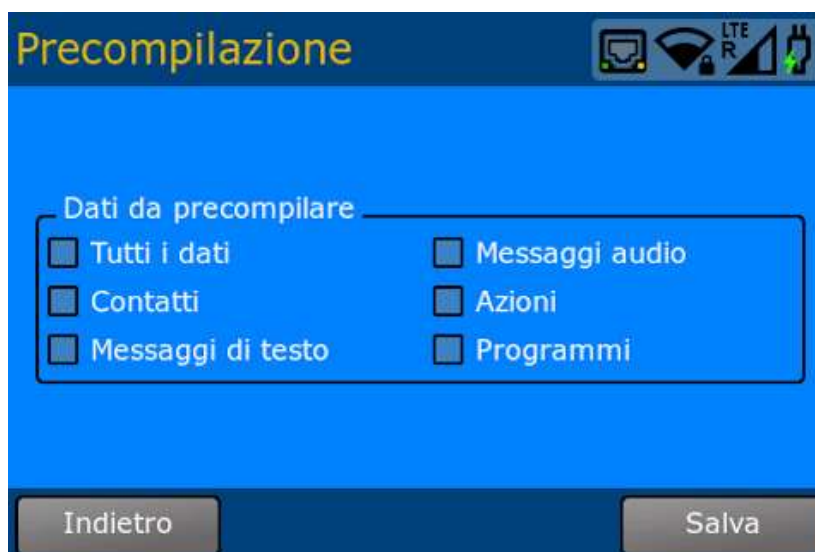 Precompilazione
LTE
R
Dati da precompilare
Tutti i dati
Messaggi audio
Contatti
Azioni
Messaggi di testo
Programmi
Indietro
Salva